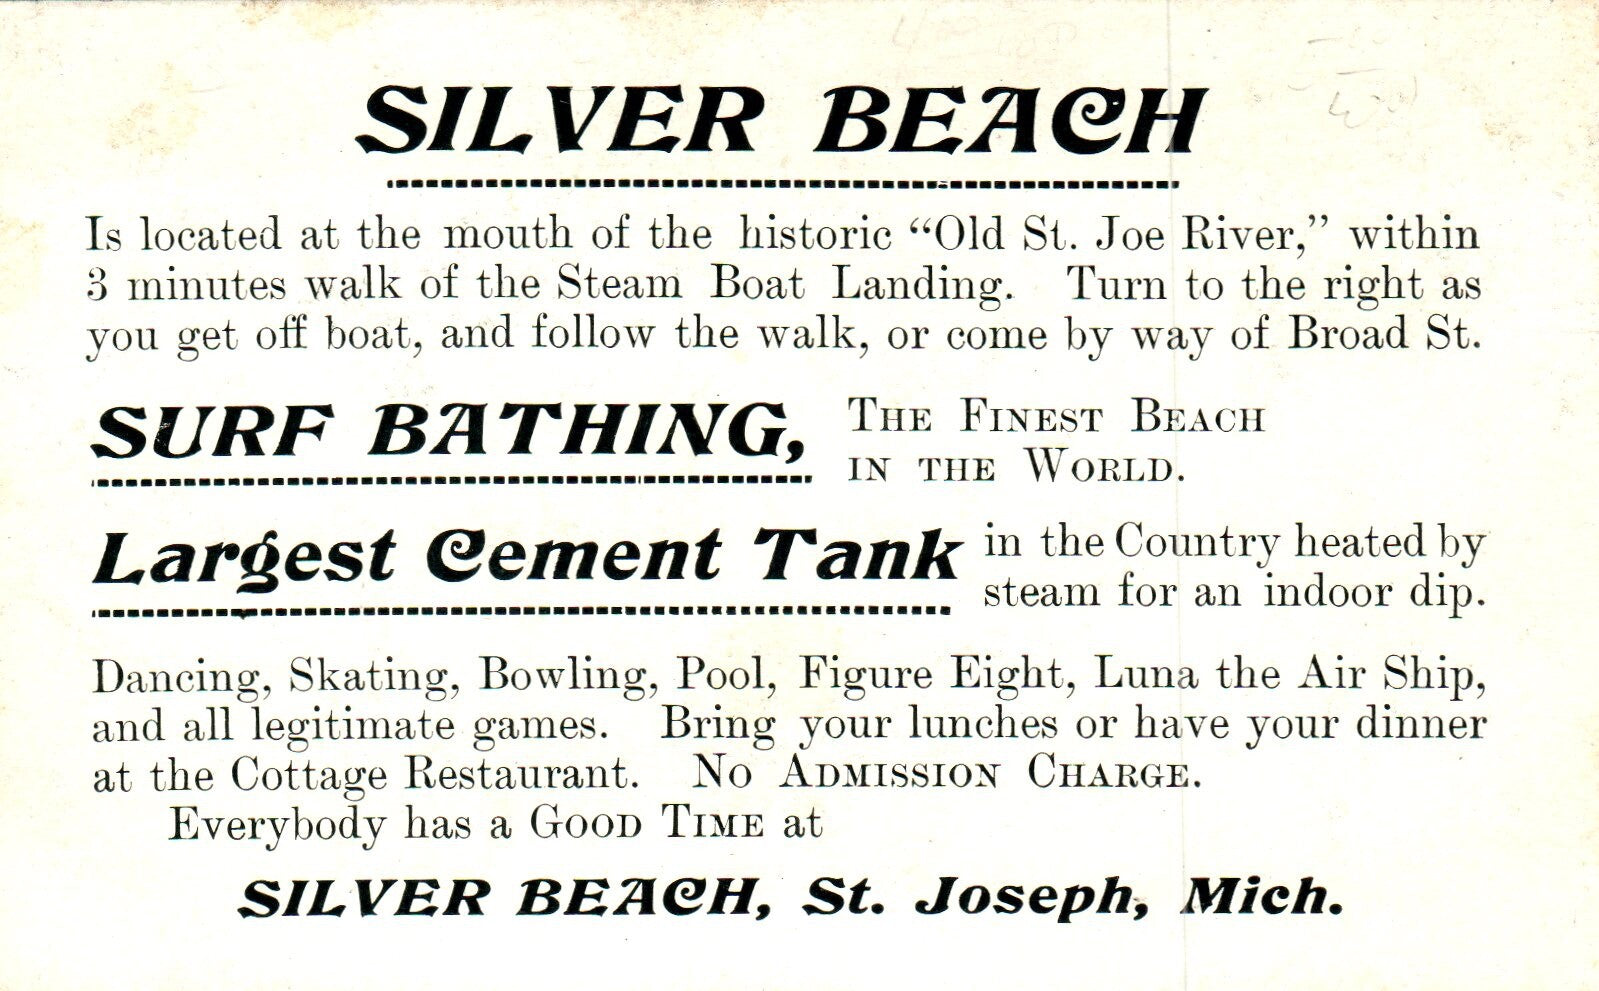 SILVER BEACH
Is located at the mouth of the historic “Old St. Joe River,” within
3 minutes walk of the Steam Boat Landing. Turn to the right as
you get off boat, and follow the walk, or come by way of Broad St.
SURF BATHING,
THE FINEST BEACH
IN THE WORLD.
Largest Cement Tank
in the Country heated by
steam for an indoor dip.
Dancing, Skating, Bowling, Pool, Figure Eight, Luna the Air Ship,
and all legitimate games. Bring your lunches or have your dinner
at the Cottage Restaurant. NO ADMISSION CHARGE.
Everybody has a GOOD TIME at
SILVER BEACH, St. Joseph, Mich.